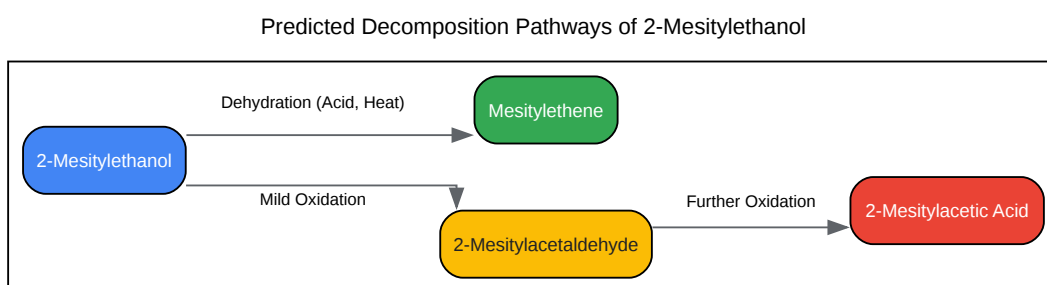 Predicted Decomposition Pathways of 2-Mesitylethanol
Dehydration (Acid, Heat)
Mesitylethene
2-Mesitylethanol
Mild Oxidation
2-Mesitylacetaldehyde
Further Oxidation
2-Mesitylacetic Acid